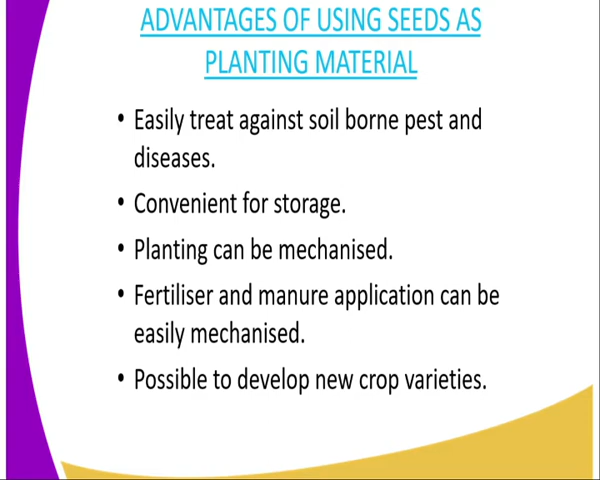 ADVANTAGES OF USING SEEDS AS
PLANTING MATERIAL
• Easily treat against soil borne pest and
diseases.
• Convenient for storage.
• Planting can be mechanised.
• Fertiliser and manure application can be
easily mechanised.
• Possible to develop new crop varieties.